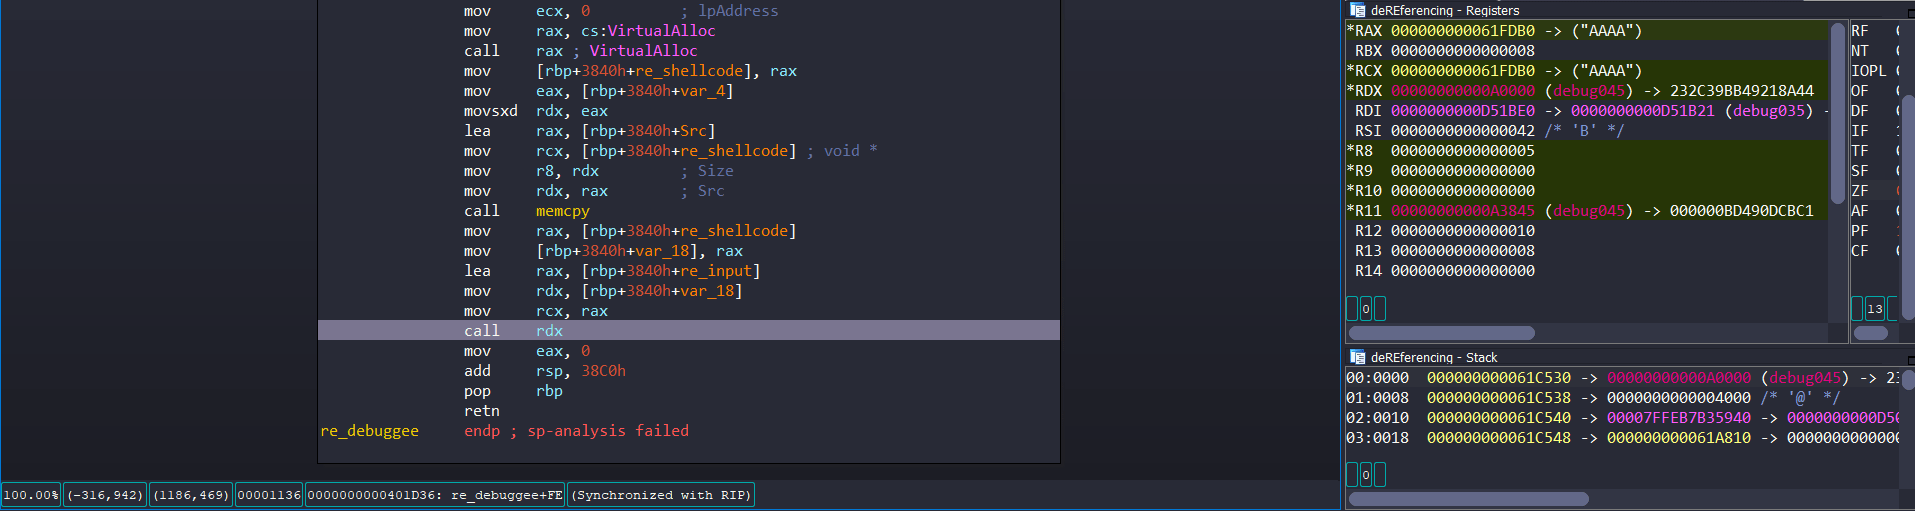 mov ecx, 0 ; lpAddress
mov rax, cs:VirtualAlloc
call rax ; VirtualAlloc
mov [rbp+3840h+re_shellcode], rax
mov eax, [rbp+3840h+var_4]
movsxd rdx, eax
lea rax, [rbp+3840h+Src]
mov rcx, [rbp+3840h+re_shellcode] ; void *
mov r8, rdx ; Size
mov rdx, rax ; Src
call memcpy
mov rax, [rbp+3840h+re_shellcode]
mov [rbp+3840h+var_18], rax
lea rax, [rbp+3840h+re_input]
mov rdx, [rbp+3840h+var_18]
mov rcx, rax
call rdx
mov eax, 0
add rsp, 38C0h
pop rbp
retn
re_debuggee endp ; sp-analysis failed
100.00% (-316,942) (1186,469) 00001136 0000000000401D36: re_debuggee+FE (Synchronized with RIP)
deREferencing - Registers
*RAX 000000000061FDB0 -> ("AAAA")
RBX 0000000000000008
*RCX 000000000061FDB0 -> ("AAAA")
*RDX 00000000000A0000 (debug045) -> 232C39BB49218A44
RDI 0000000000D51BE0 -> 0000000000D51B21 (debug035) -
RSI 0000000000000042 /* 'B' */
*R8 0000000000000005
*R9 0000000000000000
*R10 0000000000000000
*R11 00000000000A3845 (debug045) -> 000000BD490DCBC1
R12 0000000000000010
R13 0000000000000008
R14 0000000000000000
0
RF
NT
IOPL
OF
DF
IF
TF
SF
ZF
AF
PF
CF
13
deREferencing - Stack
00:0000 000000000061C530 -> 00000000000A0000 (debug045) -> 23
01:0008 000000000061C538 -> 0000000000004000 /* '@' */
02:0010 000000000061C540 -> 00007FFEB7B35940 -> 0000000000D50
03:0018 000000000061C548 -> 000000000061A810 -> 0000000000000
0